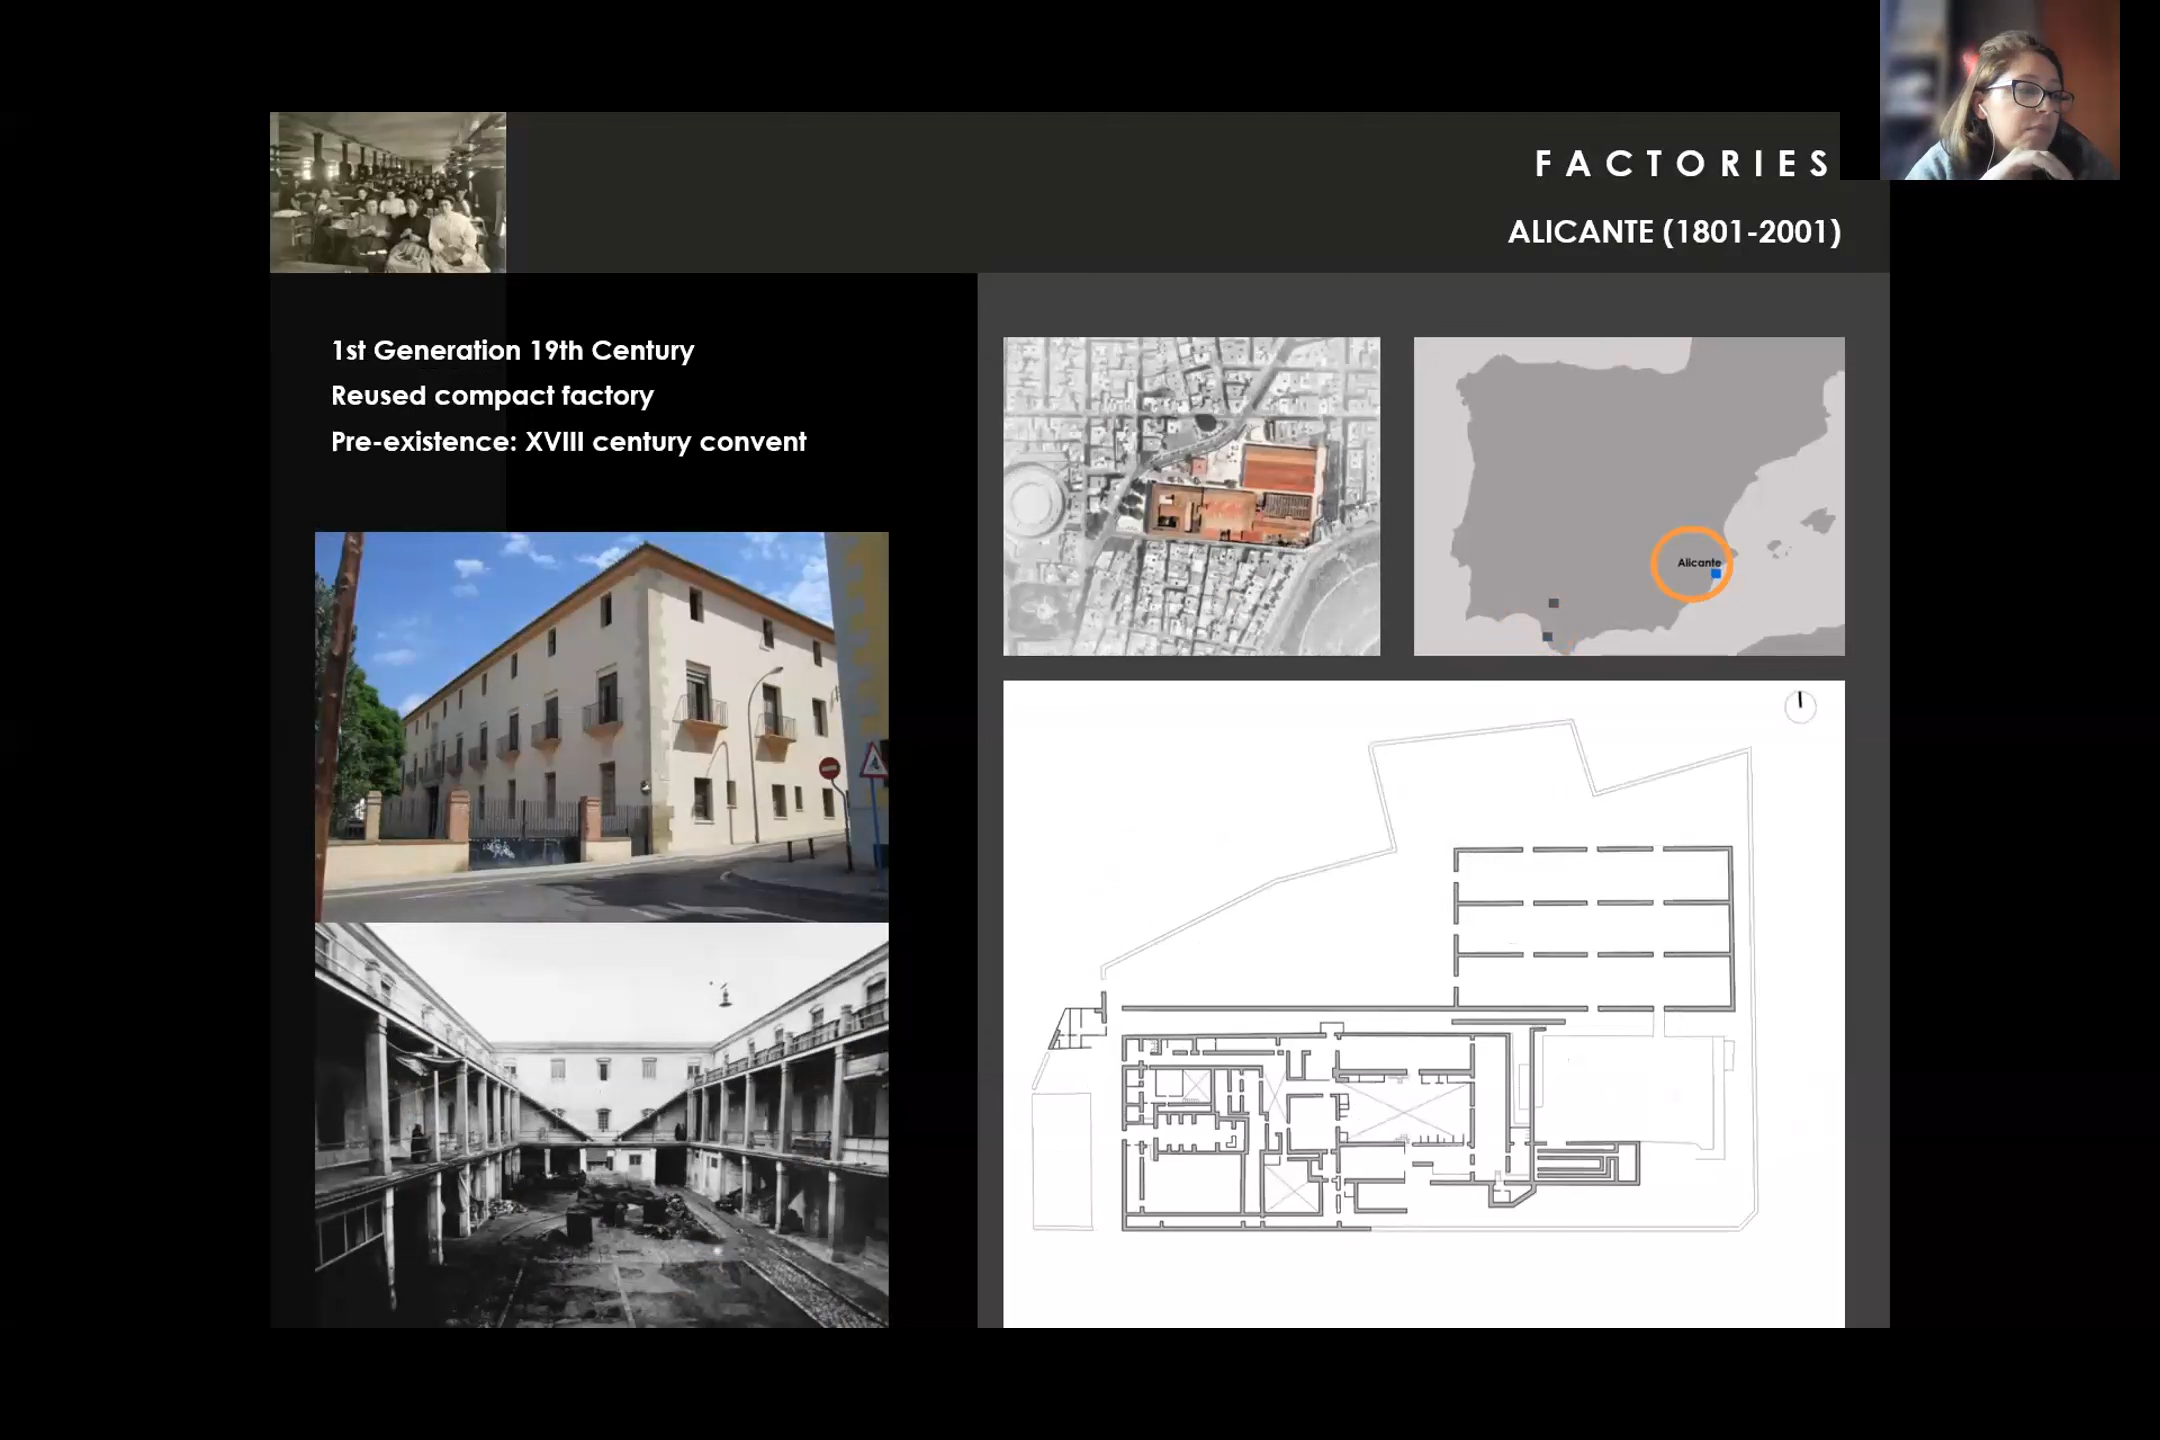 FACTORIES
ALICANTE (1801-2001)
1st Generation 19th Century
Reused compact factory
Pre-existence: XVIII century convent
Alicante